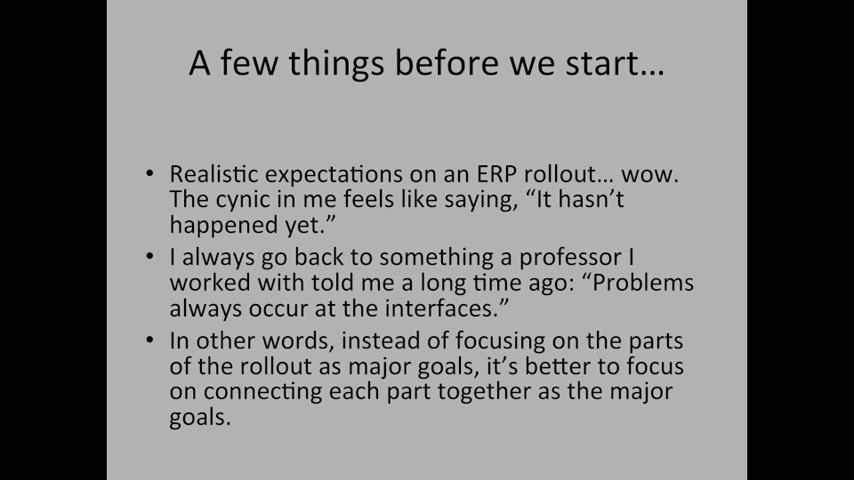 A few things before we start…
• Realistic expectations on an ERP rollout… wow.
The cynic in me feels like saying, “It hasn’t
happened yet.”
• I always go back to something a professor I
worked with told me a long time ago: “Problems
always occur at the interfaces.”
• In other words, instead of focusing on the parts
of the rollout as major goals, it’s better to focus
on connecting each part together as the major
goals.